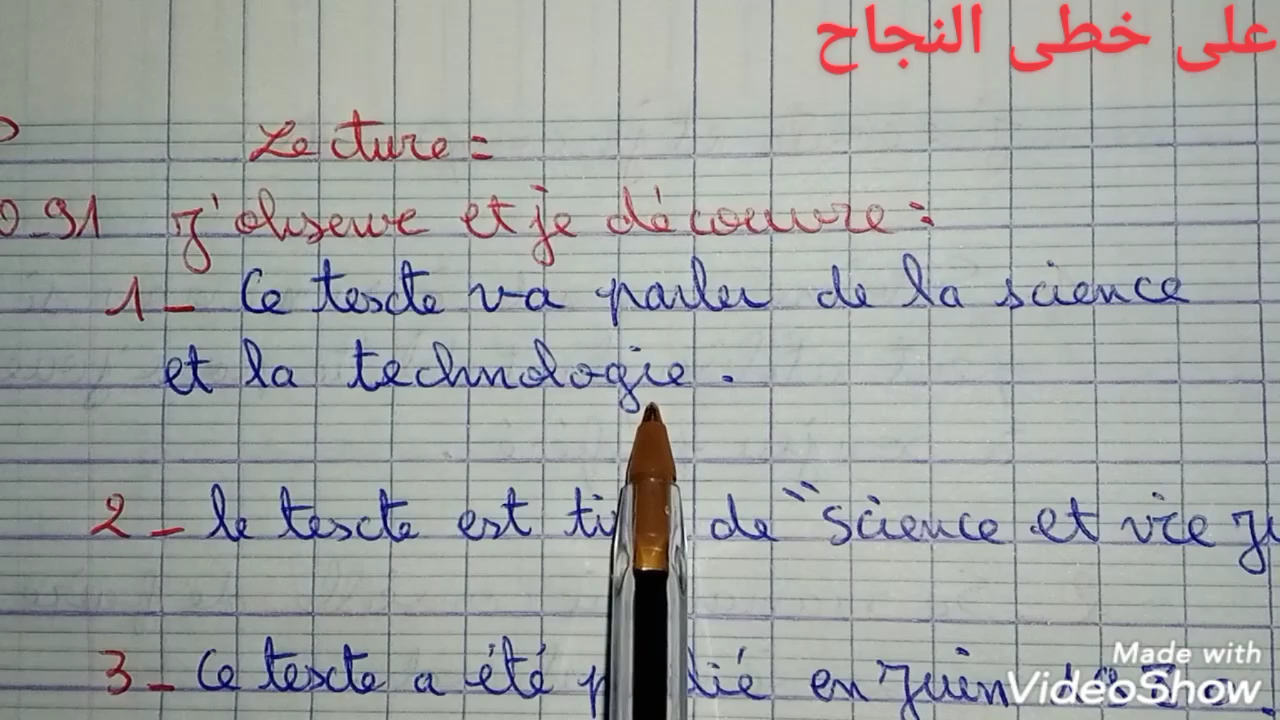 على خطى النجاح
Lecture =
91 J'observe et je découvre :
1 - Ce texte va parler de la science
et la technologie .
2 - le texte est de "science et vie
3 - Ce texte a été en juin
Made with
VideoShow